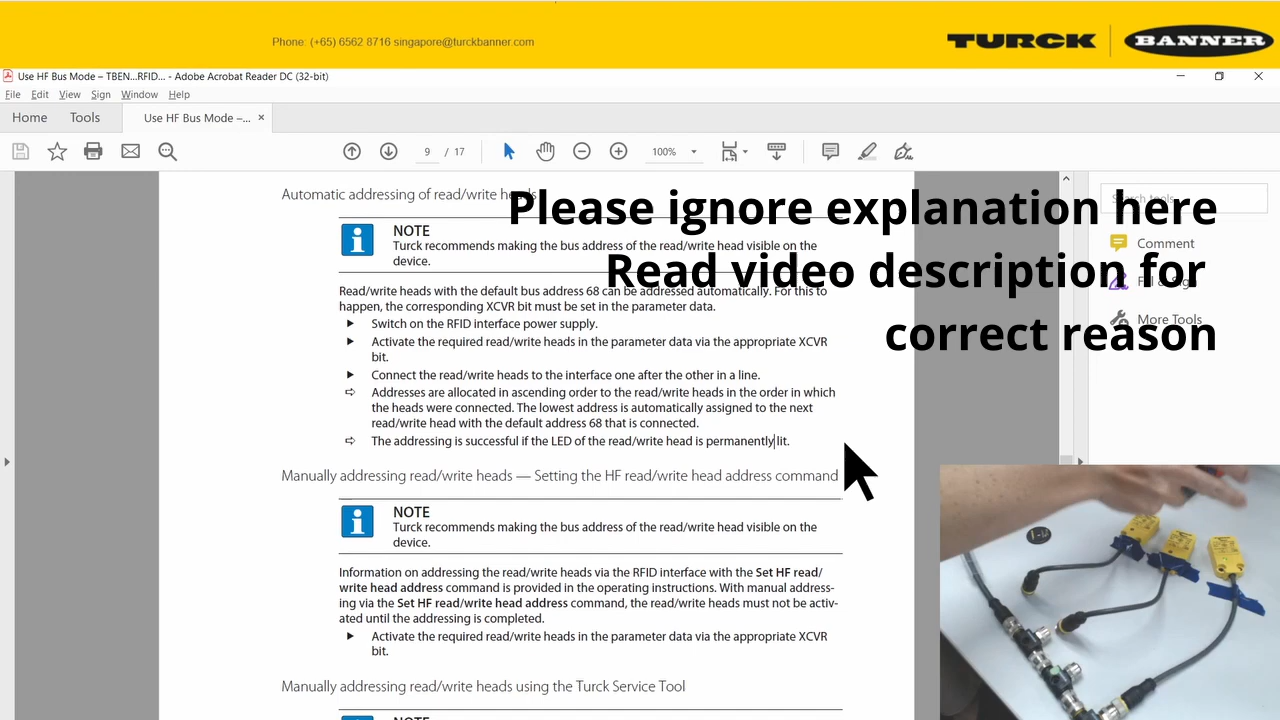 Phone: (+65) 6562 8716 singapore@turckbanner.com
TURCK
BANNER
Use HF Bus Mode – TBEN...RFID... - Adobe Acrobat Reader DC (32-bit)
File Edit View Sign Window Help
Home Tools Use HF Bus Mode –... ×
9 / 17 100%
Automatic addressing of read/write heads
Please ignore explanation here
Read video description for
correct reason
Search tools
Comment
Fill & Sign
More Tools
NOTE
Turck recommends making the bus address of the read/write head visible on the
device.
Read/write heads with the default bus address 68 can be addressed automatically. For this to
happen, the corresponding XCVR bit must be set in the parameter data.
Switch on the RFID interface power supply.
Activate the required read/write heads in the parameter data via the appropriate XCVR
bit.
Connect the read/write heads to the interface one after the other in a line.
Addresses are allocated in ascending order to the read/write heads in the order in which
the heads were connected. The lowest address is automatically assigned to the next
read/write head with the default address 68 that is connected.
The addressing is successful if the LED of the read/write head is permanently lit.
Manually addressing read/write heads — Setting the HF read/write head address command
NOTE
Turck recommends making the bus address of the read/write head visible on the
device.
Information on addressing the read/write heads via the RFID interface with the Set HF read/
write head address command is provided in the operating instructions. With manual address-
ing via the Set HF read/write head address command, the read/write heads must not be activ-
ated until the addressing is completed.
Activate the required read/write heads in the parameter data via the appropriate XCVR
bit.
Manually addressing read/write heads using the Turck Service Tool
NOTE